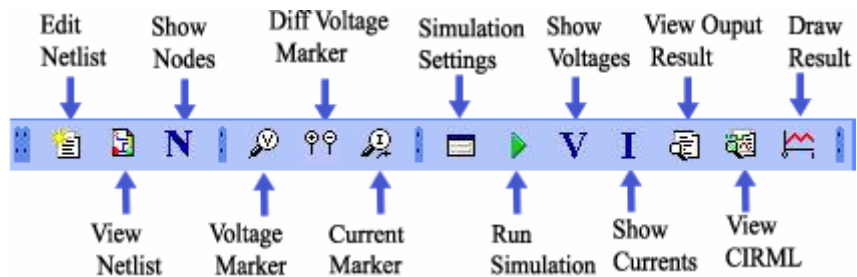 Edit
Netlist
Show
Nodes
Diff Voltage
Marker
Simulation
Settings
Show
Voltages
View Ouput
Result
Draw
Result
N
V
I
V
I
View
Netlist
Voltage
Marker
Current
Marker
Run
Simulation
Show
Currents
View
CIRML